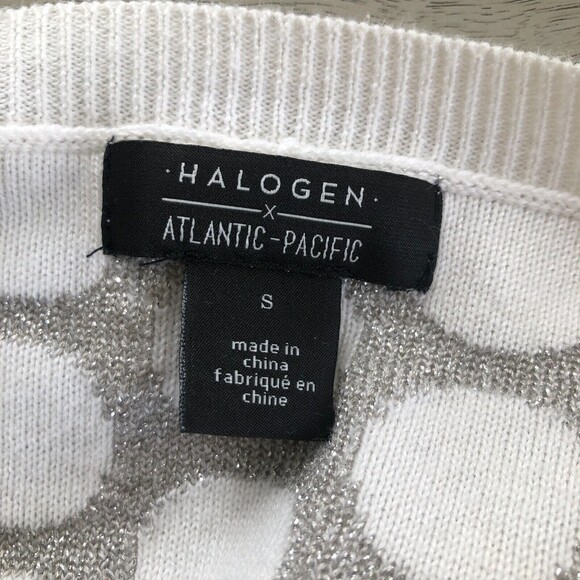 · HALOGEN ·
x
ATLANTIC-PACIFIC
S
made in
china
fabriqué en
chine